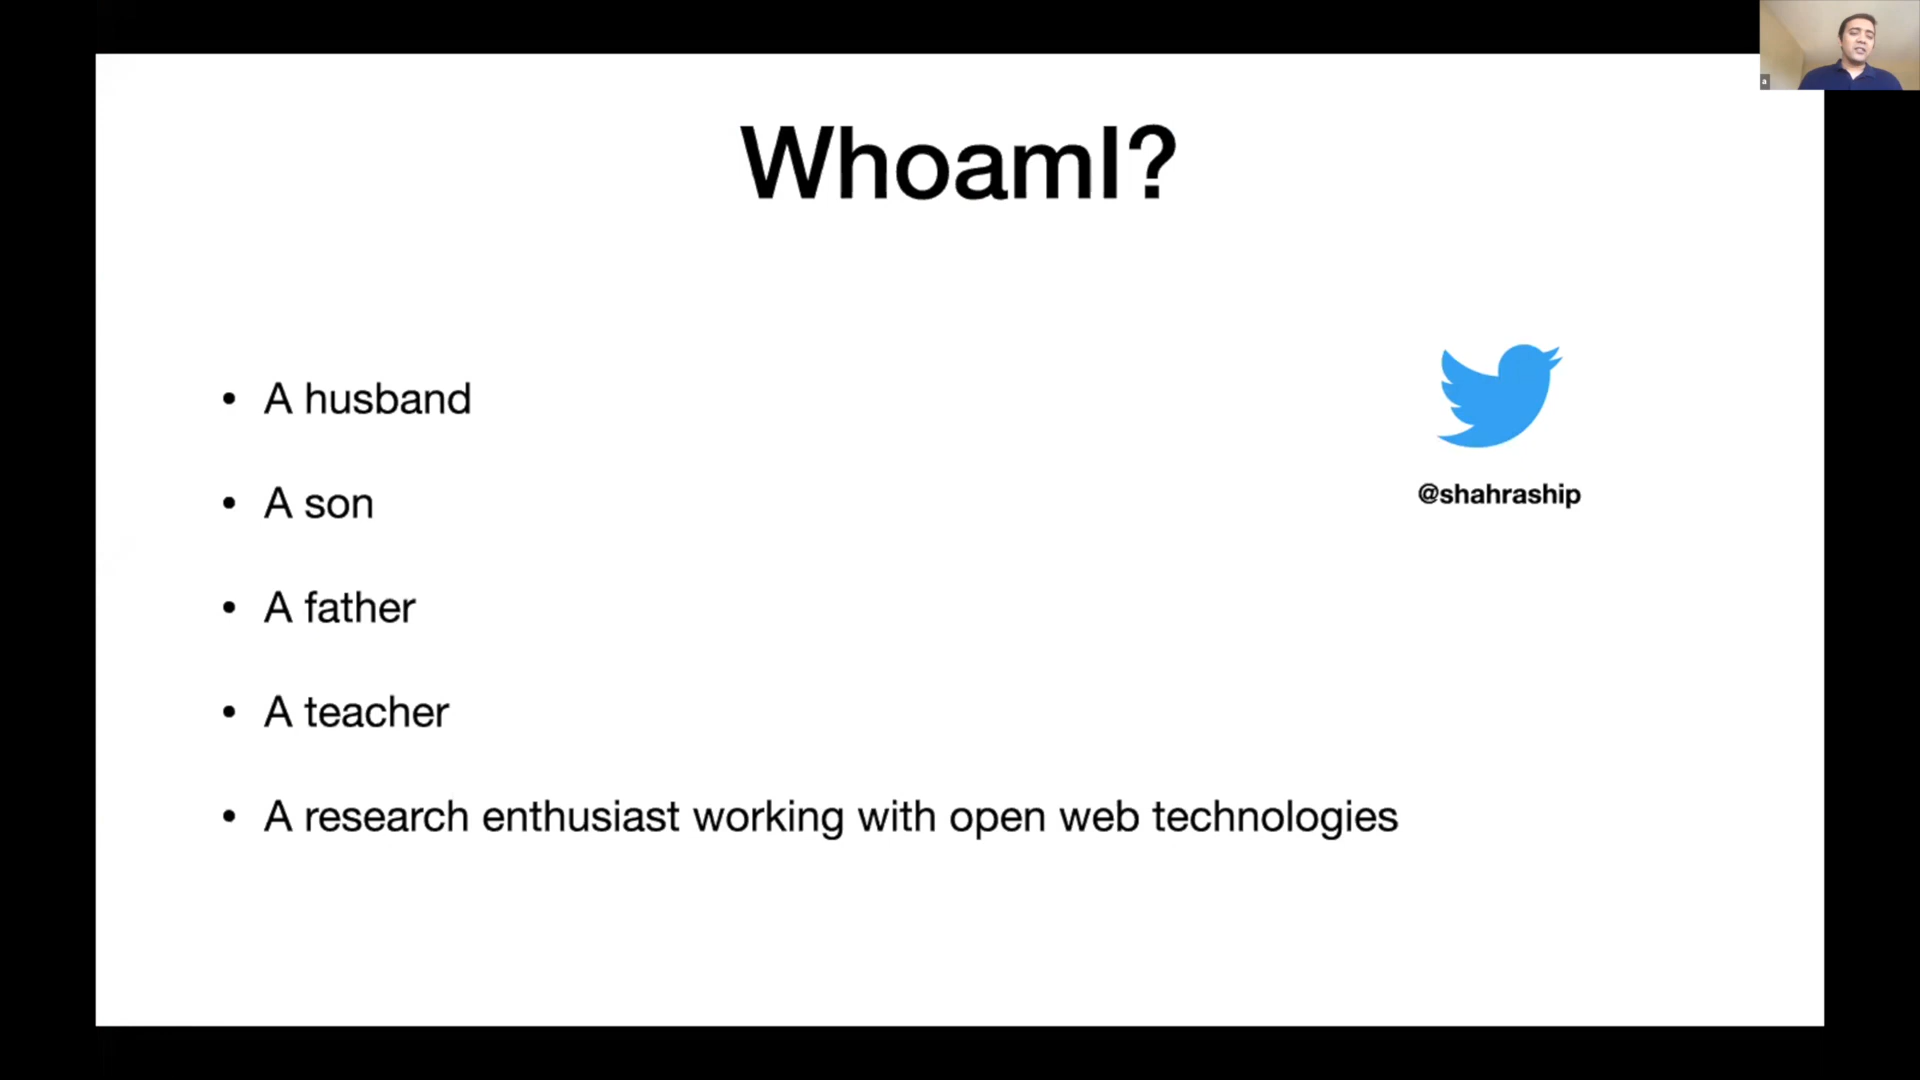 WhoamI?
• A husband
• A son
• A father
• A teacher
• A research enthusiast working with open web technologies
@shahraship
a